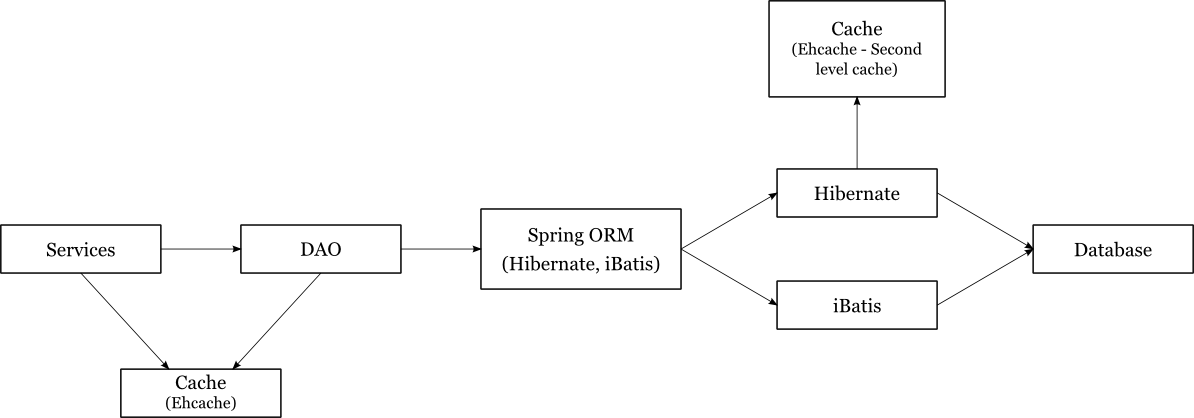 Cache
(Ehcache - Second
level cache)
Hibernate
Services
DAO
Spring ORM
(Hibernate, iBatis)
Database
iBatis
Cache
(Ehcache)